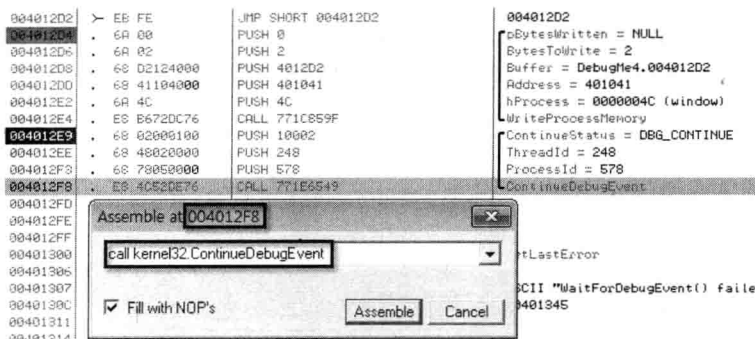 004012D2 > EB FE JMP SHORT 004012D2 004012D2
004012D4 . 6A 00 PUSH 0 pBytesWritten = NULL
004012D6 . 6A 02 PUSH 2 BytesToWrite = 2
004012D8 . 68 D2124000 PUSH 4012D2 Buffer = DebugMe4.004012D2
004012DD . 68 41104000 PUSH 401041 Address = 401041
004012E2 . 6A 4C PUSH 4C hProcess = 0000004C (window)
004012E4 . E8 B672DC76 CALL 771C859F WriteProcessMemory
004012E9 . 68 02000100 PUSH 10002 ContinueStatus = DBG_CONTINUE
004012EE . 68 48020000 PUSH 248 ThreadId = 248
004012F3 . 68 78050000 PUSH 578 ProcessId = 578
004012F8 . E8 4C52DE76 CALL 771E6549 ContinueDebugEvent
004012FD
004012FE
004012FF
00401300 etLastError
00401306
00401307 SCII "WaitForDebugEvent() faile
0040130C 0401345
00401311
00401314
Assemble at 004012F8
call kernel32.ContinueDebugEvent
Fill with NOP's Assemble Cancel